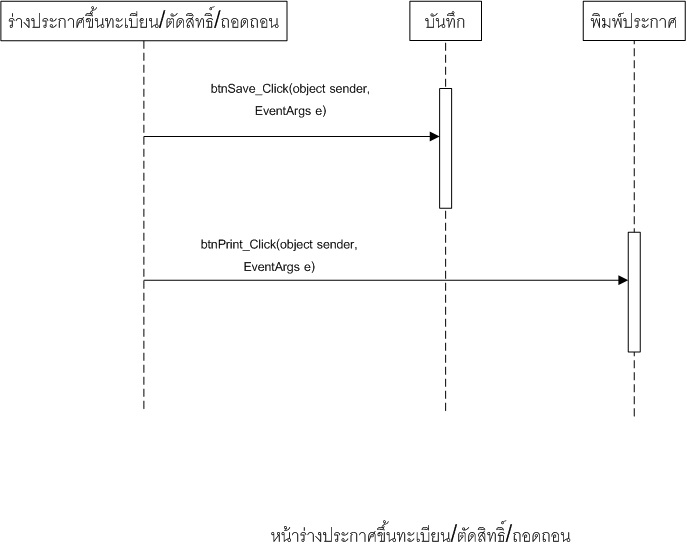 ร่างประกาศขึ้นทะเบียน/ตัดสิทธิ์/ถอดถอน
บันทึก
พิมพ์ประกาศ
btnSave_Click(object sender,
EventArgs e)
btnPrint_Click(object sender,
EventArgs e)
หน้าร่างประกาศขึ้นทะเบียน/ตัดสิทธิ์/ถอดถอน